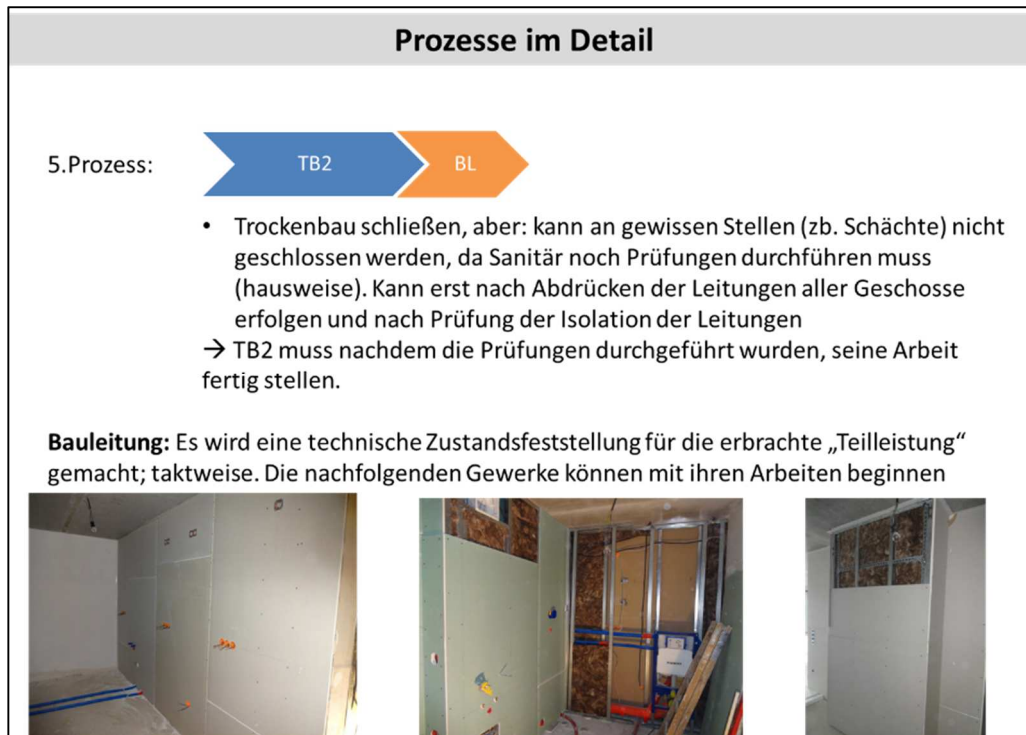 Prozesse im Detail
5.Prozess:
TB2
BL
• Trockenbau schließen, aber: kann an gewissen Stellen (zb. Schächte) nicht
geschlossen werden, da Sanitär noch Prüfungen durchführen muss
(hausweise). Kann erst nach Abdrücken der Leitungen aller Geschosse
erfolgen und nach Prüfung der Isolation der Leitungen
→ TB2 muss nachdem die Prüfungen durchgeführt wurden, seine Arbeit
fertig stellen.
Bauleitung: Es wird eine technische Zustandsfeststellung für die erbrachte „Teilleistung“
gemacht; taktweise. Die nachfolgenden Gewerke können mit ihren Arbeiten beginnen